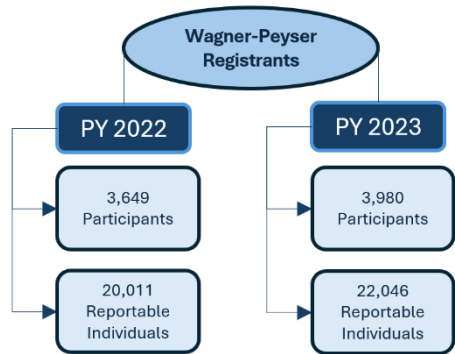 Wagner-Peyser
Registrants
PY 2022
PY 2023
3,649
Participants
3,980
Participants
20,011
Reportable
Individuals
22,046
Reportable
Individuals